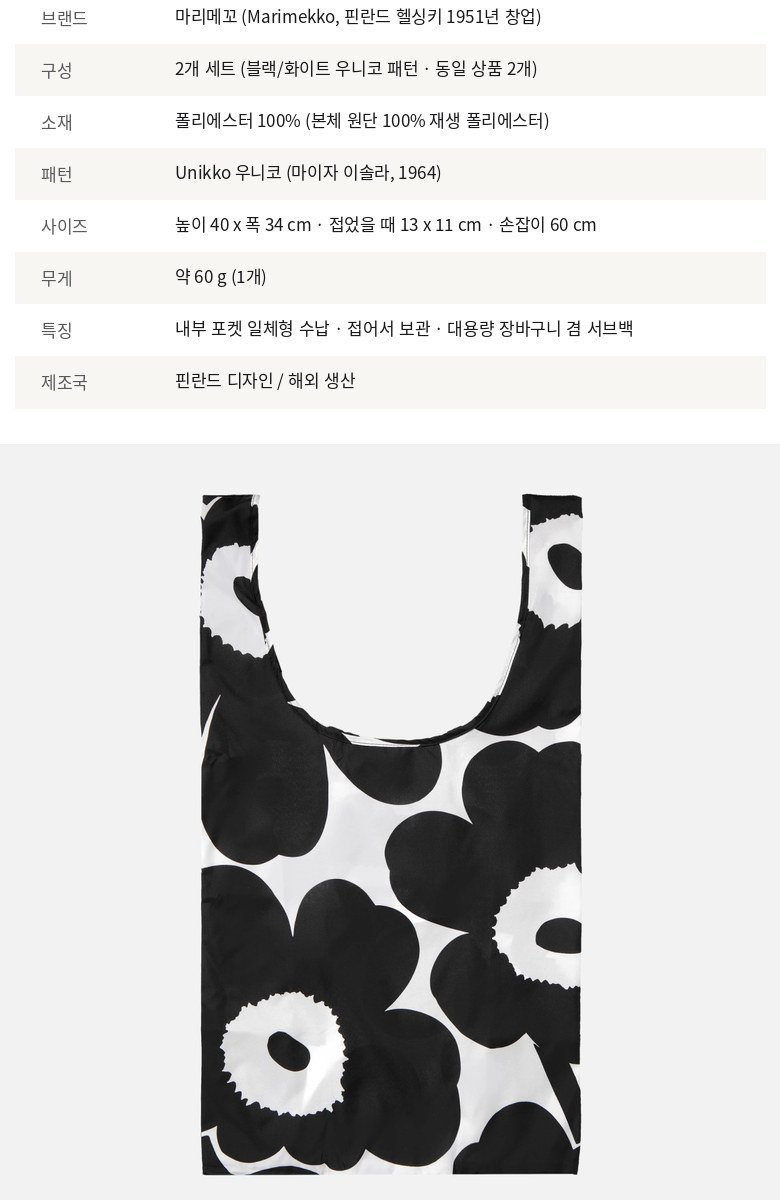 브랜드 마리메꼬 (Marimekko, 핀란드 헬싱키 1951년 창업)
구성 2개 세트 (블랙/화이트 우니코 패턴 · 동일 상품 2개)
소재 폴리에스터 100% (본체 원단 100% 재생 폴리에스터)
패턴 Unikko 우니코 (마이자 이솔라, 1964)
사이즈 높이 40 x 폭 34 cm · 접었을 때 13 x 11 cm · 손잡이 60 cm
무게 약 60 g (1개)
특징 내부 포켓 일체형 수납 · 접어서 보관 · 대용량 장바구니 겸 서브백
제조국 핀란드 디자인 / 해외 생산